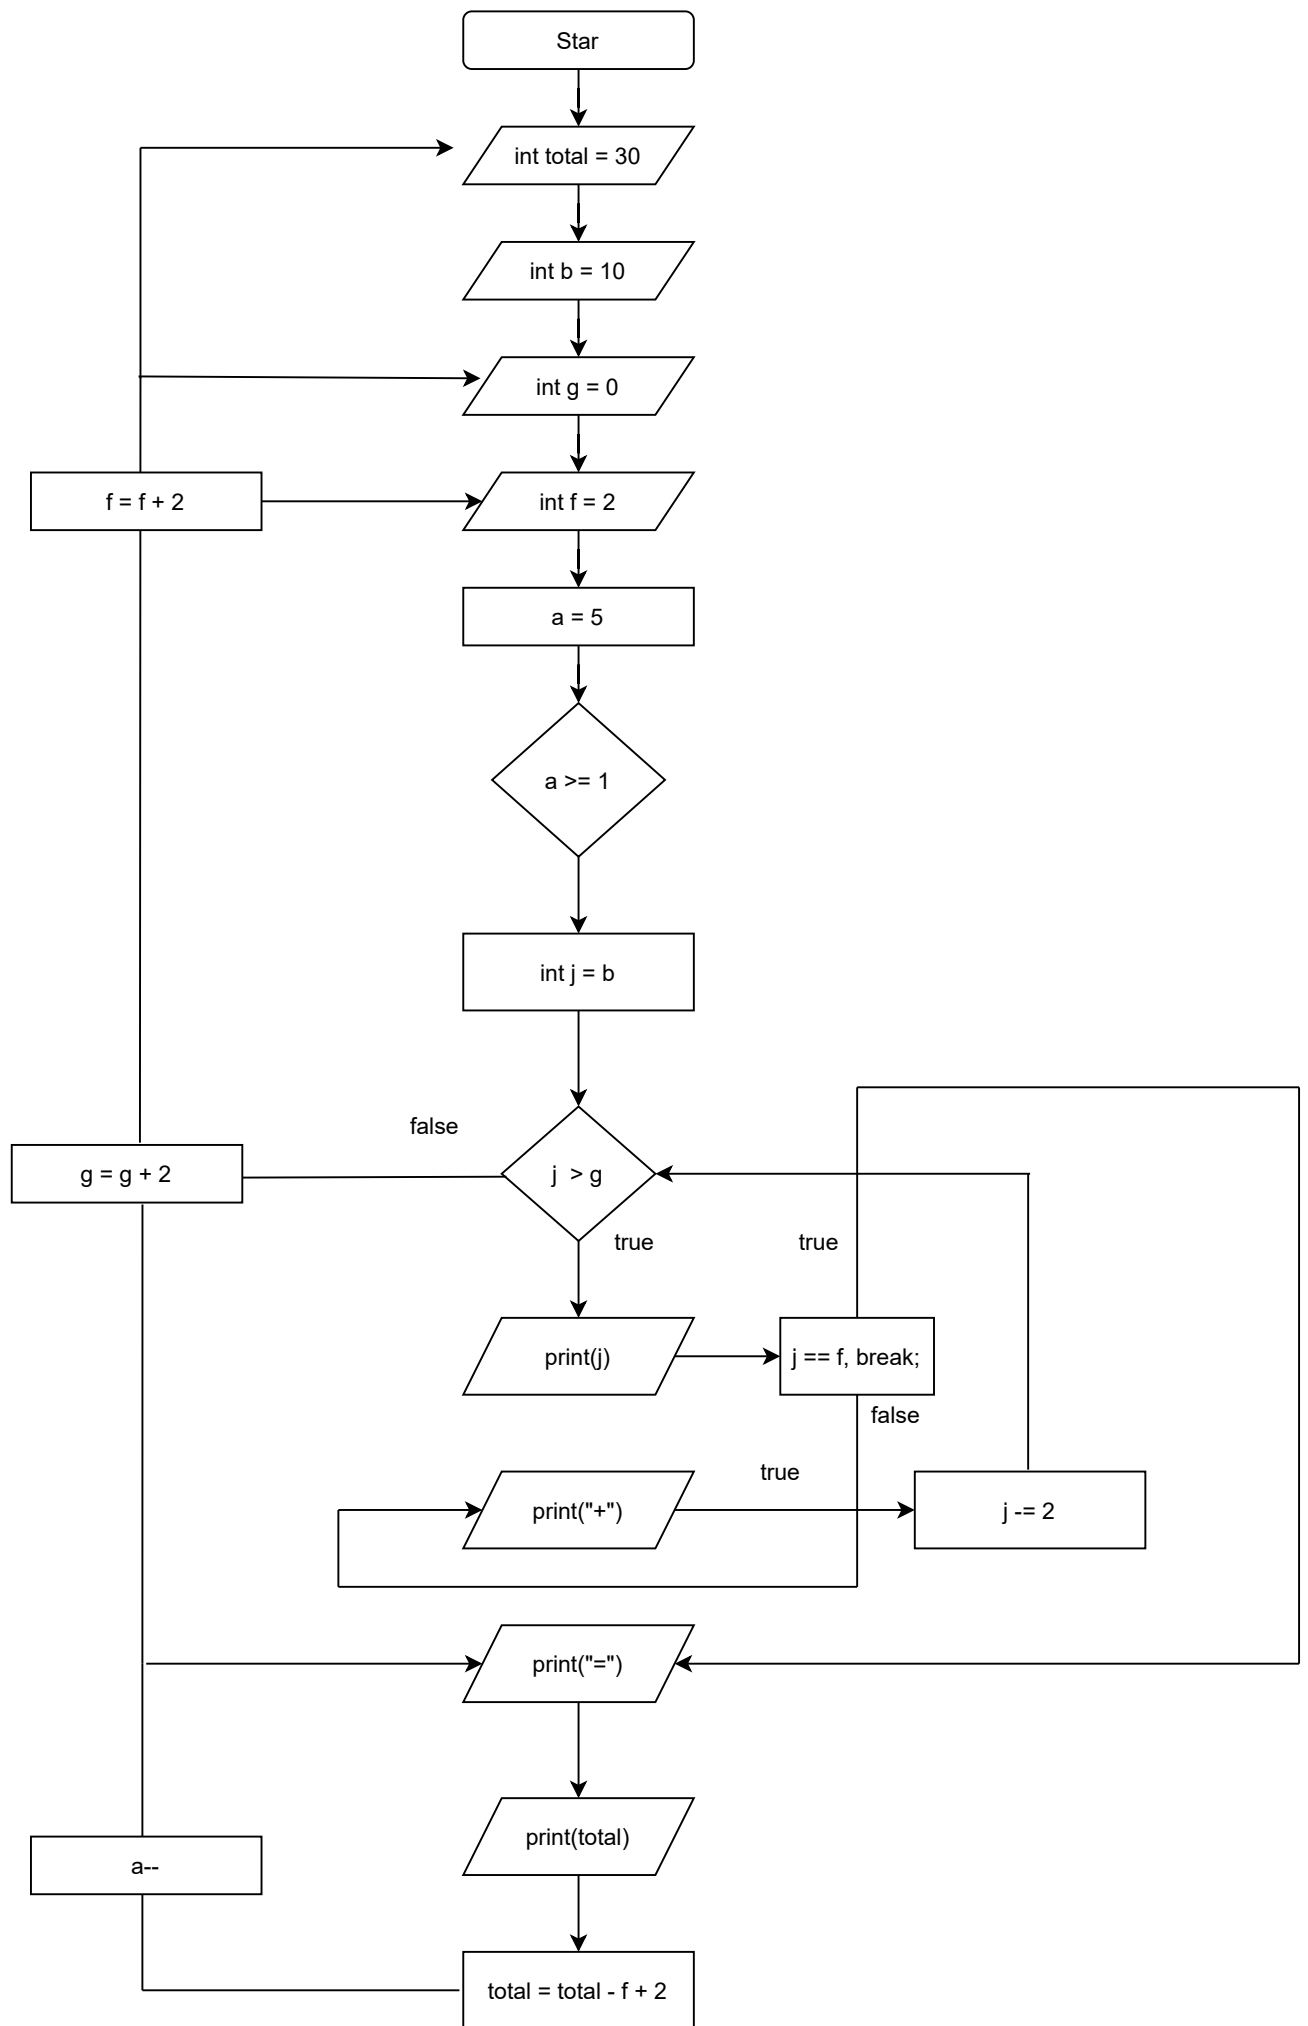 Star
int total = 30
int b = 10
int g = 0
f = f + 2
int f = 2
a = 5
a >= 1
int j = b
false
g = g + 2
j > g
true
true
print(j)
j == f, break;
false
true
print("+")
j -= 2
print("=")
print(total)
a--
total = total - f + 2